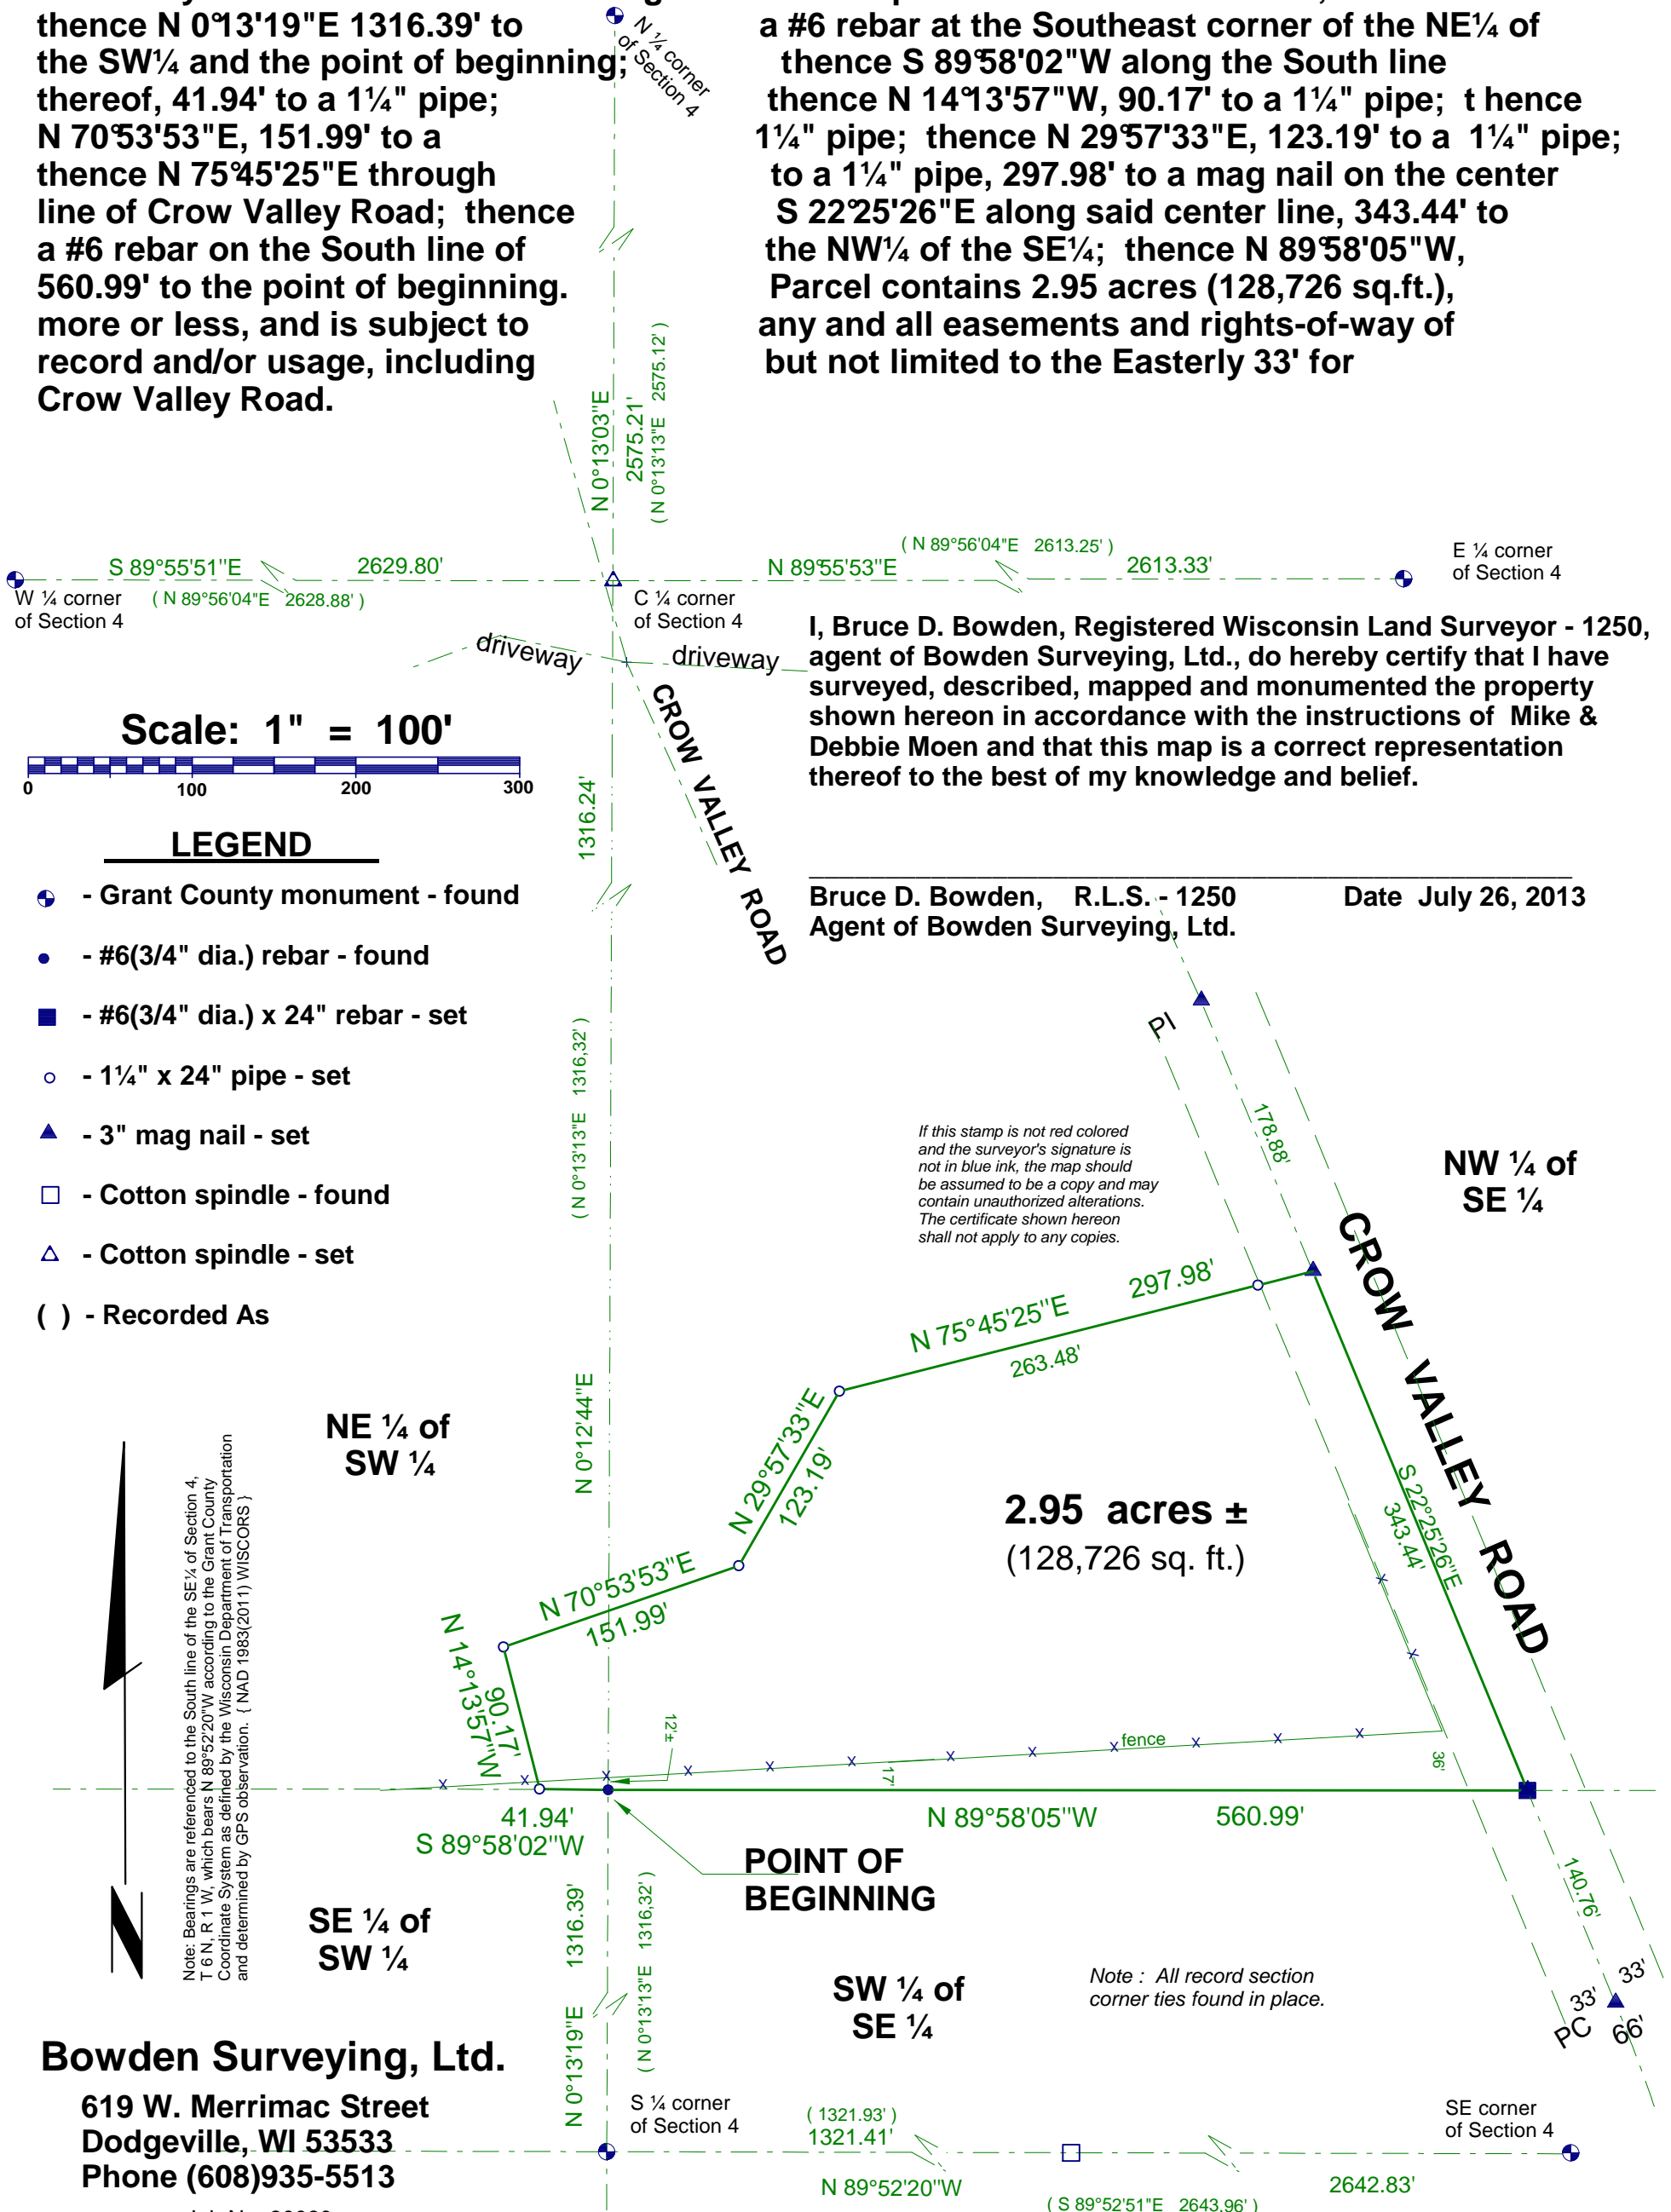 thence N 0°13'19"E 1316.39' to a #6 rebar at the Southeast corner of the NE¼ of
the SW¼ and the point of beginning; thence S 89°58'02"W along the South line
thereof, 41.94' to a 1¼" pipe; thence N 14°13'57"W, 90.17' to a 1¼" pipe; t hence
N 70°53'53"E, 151.99' to a 1¼" pipe; thence N 29°57'33"E, 123.19' to a 1¼" pipe;
thence N 75°45'25"E through to a 1¼" pipe, 297.98' to a mag nail on the center
line of Crow Valley Road; thence S 22°25'26"E along said center line, 343.44' to
a #6 rebar on the South line of the NW¼ of the SE¼; thence N 89°58'05"W,
560.99' to the point of beginning. Parcel contains 2.95 acres (128,726 sq.ft.),
more or less, and is subject to any and all easements and rights-of-way of
record and/or usage, including but not limited to the Easterly 33' for
Crow Valley Road.
N ¼ corner
of Section 4
N 0°13'03"E
2575.21'
( N 0°13'13"E 2575.12' )
S 89°55'51"E 2629.80'
( N 89°56'04"E 2628.88' )
W ¼ corner
of Section 4
( N 89°56'04"E 2613.25' )
N 89°55'53"E 2613.33'
E ¼ corner
of Section 4
C ¼ corner
of Section 4
driveway
driveway
CROW VALLEY ROAD
I, Bruce D. Bowden, Registered Wisconsin Land Surveyor - 1250,
agent of Bowden Surveying, Ltd., do hereby certify that I have
surveyed, described, mapped and monumented the property
shown hereon in accordance with the instructions of Mike &
Debbie Moen and that this map is a correct representation
thereof to the best of my knowledge and belief.
Bruce D. Bowden, R.L.S. - 1250 Date July 26, 2013
Agent of Bowden Surveying, Ltd.
Scale: 1" = 100'
0 100 200 300
LEGEND
- Grant County monument - found
- #6(3/4" dia.) rebar - found
- #6(3/4" dia.) x 24" rebar - set
- 1¼" x 24" pipe - set
- 3" mag nail - set
- Cotton spindle - found
- Cotton spindle - set
( ) - Recorded As
1316.24'
( N 0°13'13"E 1316,32' )
N 0°12'44"E
PI
178.88'
If this stamp is not red colored
and the surveyor's signature is
not in blue ink, the map should
be assumed to be a copy and may
contain unauthorized alterations.
The certificate shown hereon
shall not apply to any copies.
NW ¼ of
SE ¼
CROW VALLEY ROAD
297.98'
N 75°45'25"E
263.48'
N 29°57'33"E
123.19'
N 70°53'53"E
151.99'
N 14°13'57"W
90.17'
S 22°25'26"E
343.44'
2.95 acres ±
(128,726 sq. ft.)
NE ¼ of
SW ¼
Note: Bearings are referenced to the South line of the SE¼ of Section 4,
T 6 N, R 1 W, which bears N 89°52'20"W according to the Grant County
Coordinate System as defined by the Wisconsin Department of Transportation
and determined by GPS observation. { NAD 1983(2011) WISCORS }
N
12'±
fence
17'
36'
41.94'
S 89°58'02"W
N 89°58'05"W 560.99'
POINT OF
BEGINNING
140.76'
SE ¼ of
SW ¼
1316.39'
N 0°13'19"E
( N 0°13'13"E 1316,32' )
SW ¼ of
SE ¼
Note : All record section
corner ties found in place.
33'
33'
PC 66'
Bowden Surveying, Ltd.
619 W. Merrimac Street
Dodgeville, WI 53533
Phone (608)935-5513
S ¼ corner
of Section 4
( 1321.93' )
1321.41'
N 89°52'20"W
SE corner
of Section 4
2642.83'
( S 89°52'51"E 2643.96' )